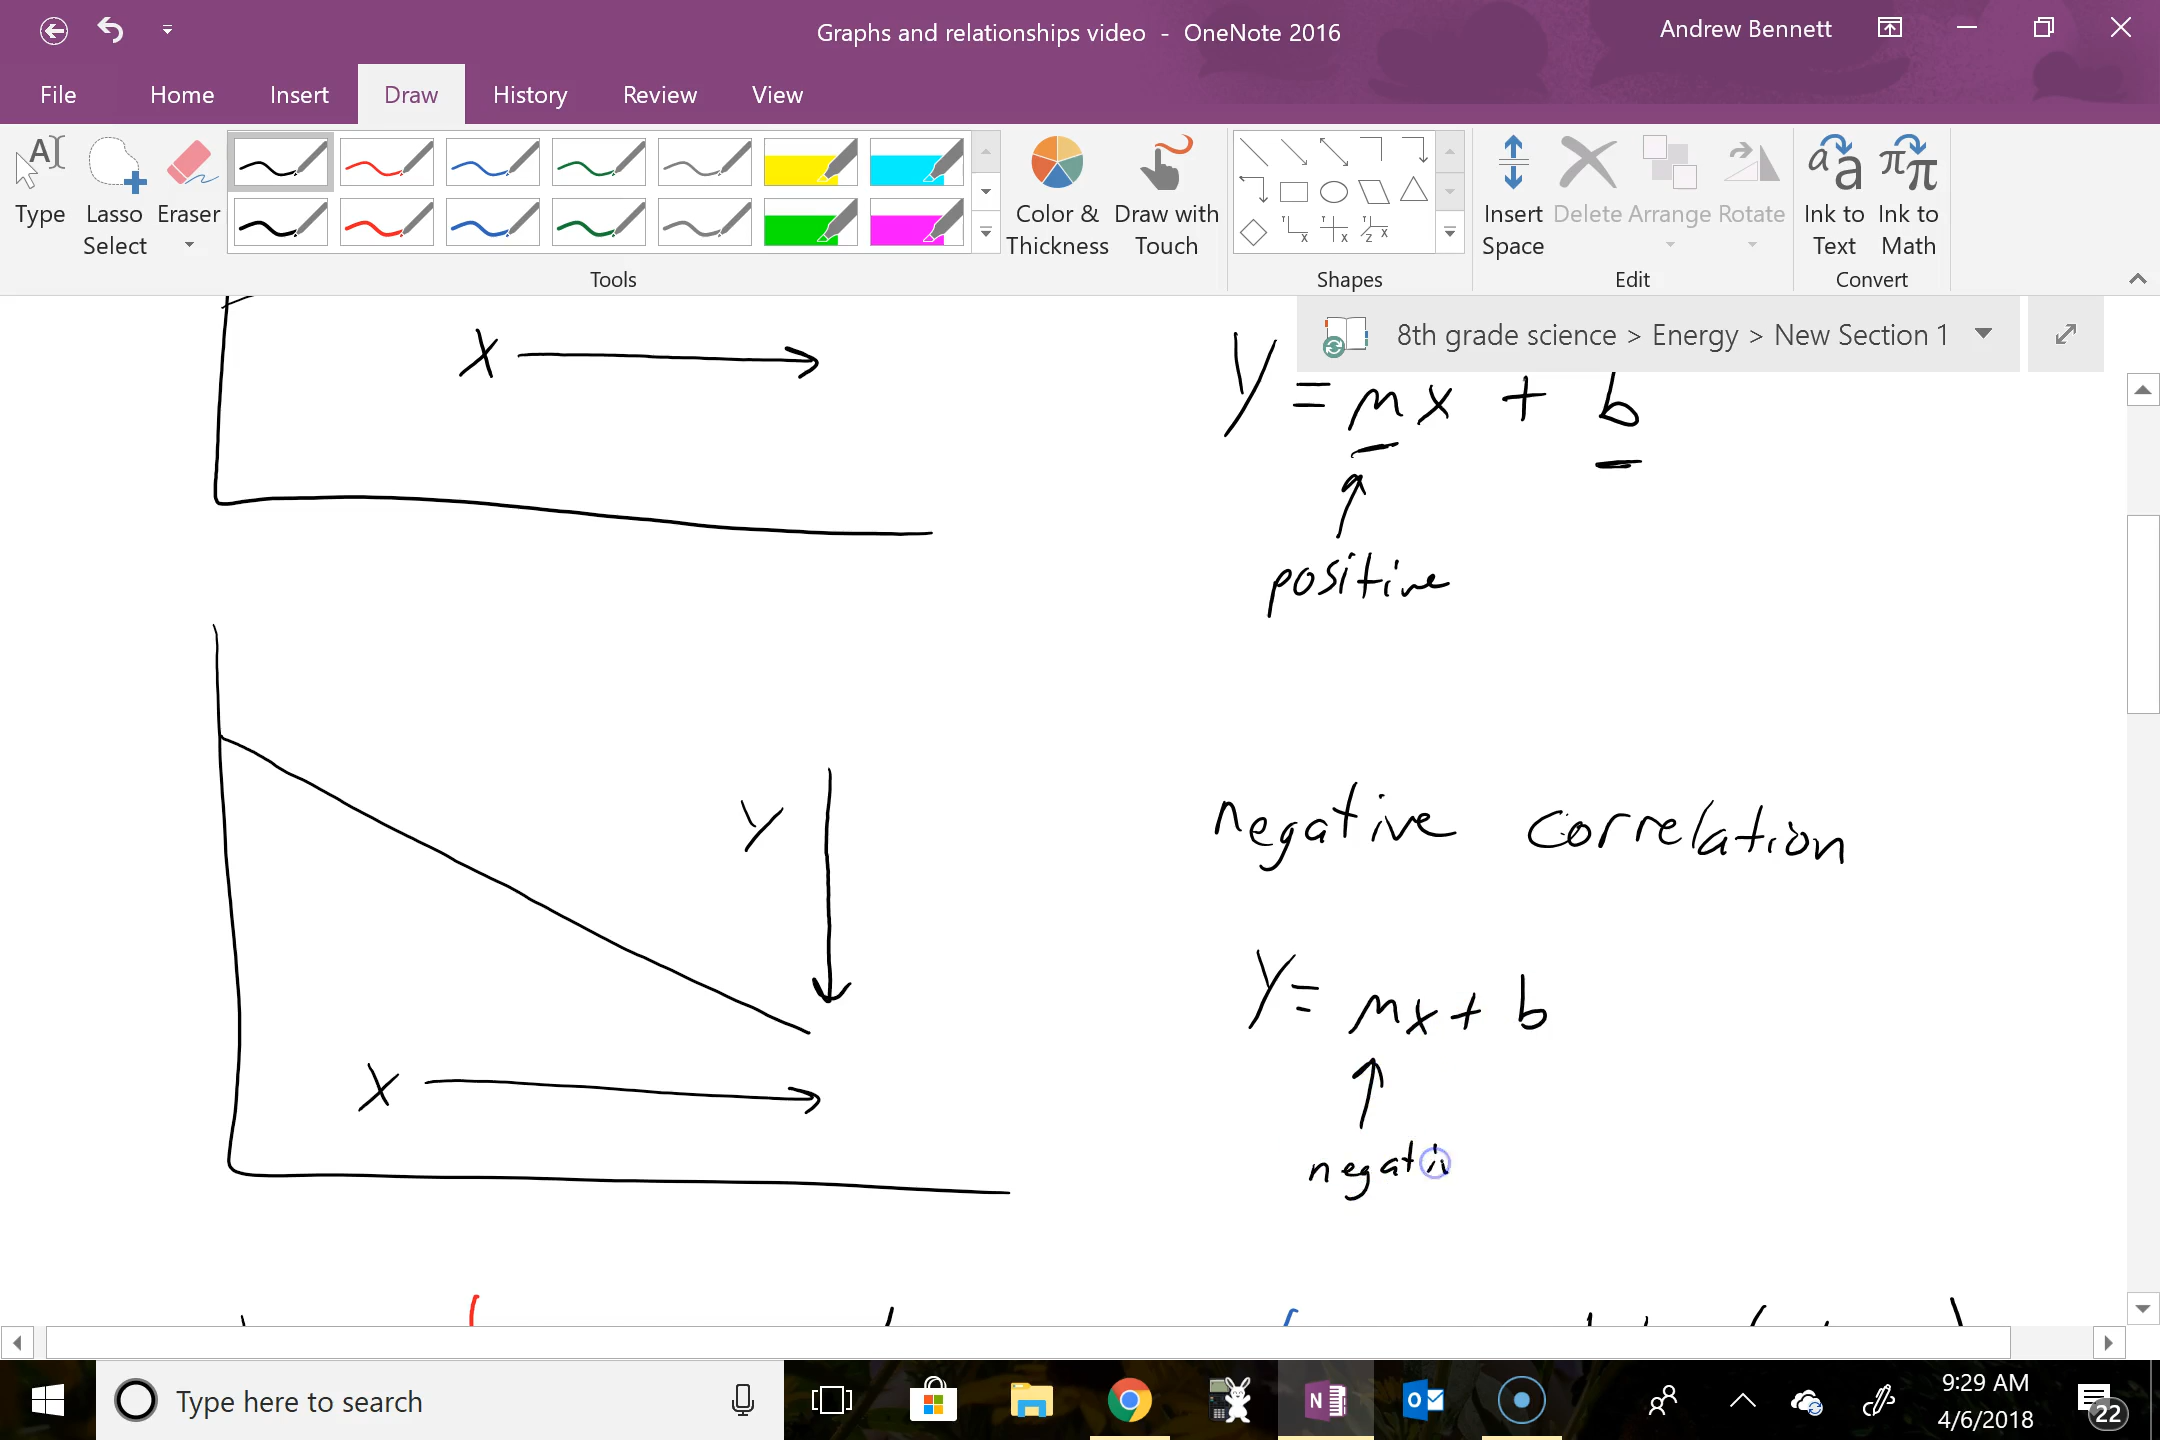 Graphs and relationships video - OneNote 2016
Andrew Bennett
File Home Insert Draw History Review View
Type
Lasso Select
Eraser
Color & Thickness
Draw with Touch
Insert Space
Delete
Arrange
Rotate
Ink to Text
Ink to Math
Tools
Shapes
Edit
Convert
8th grade science > Energy > New Section 1
X
y = mx + b
positive
y
negative correlation
y = mx + b
X
negati
Type here to search
9:29 AM
4/6/2018
22